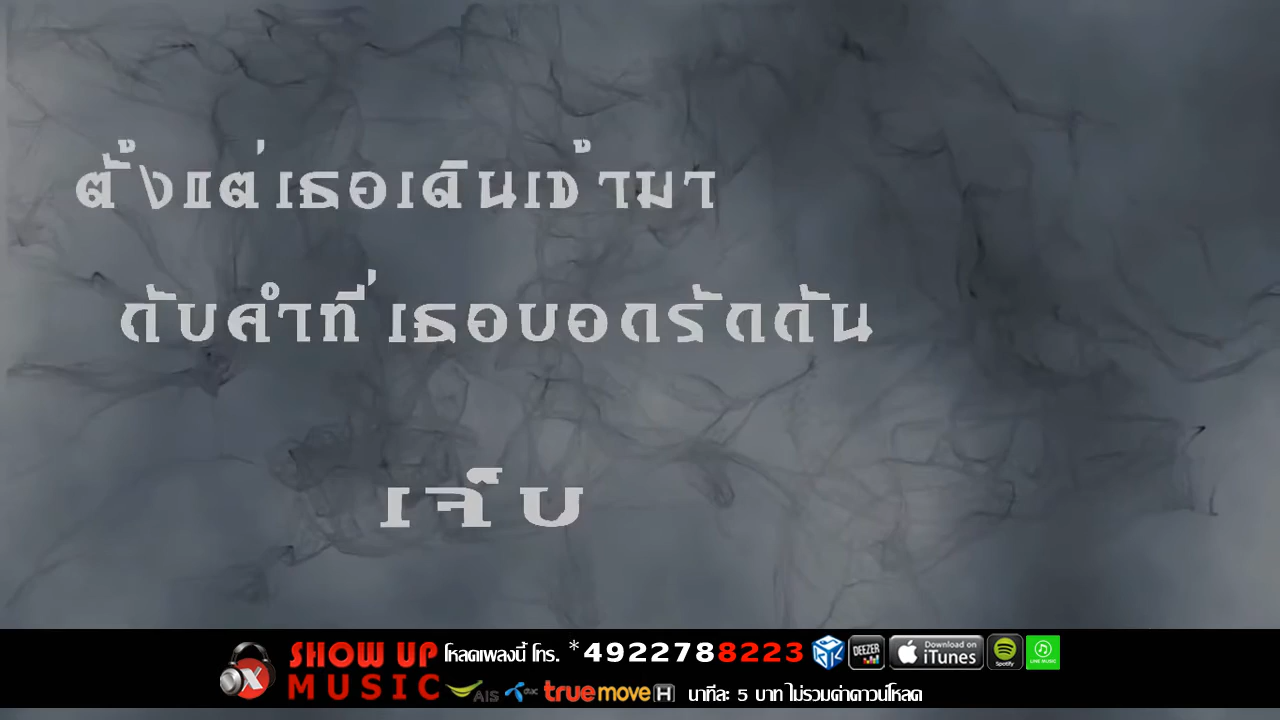 ตั้งแต่เธอเดินเข้ามา
กับคำที่เธอบอกรักกัน
เจ็บ
SHOW UP MUSIC
โหลดเพลงนี้ โทร. *49227888223
DEEZER
Download on iTunes
Spotify
LINE MUSIC
AIS dtac truemove H นาทีละ 5 บาท ไม่รวมค่าดาวน์โหลด